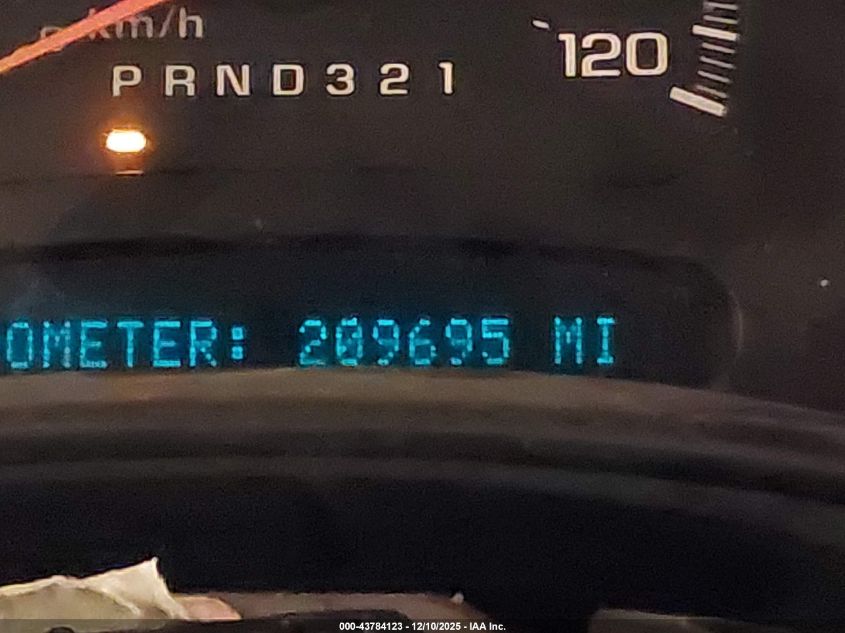 km/h
120
PRND321
OMETER: 209695 MI
000-43784123 - 12/10/2025 - IAA Inc.